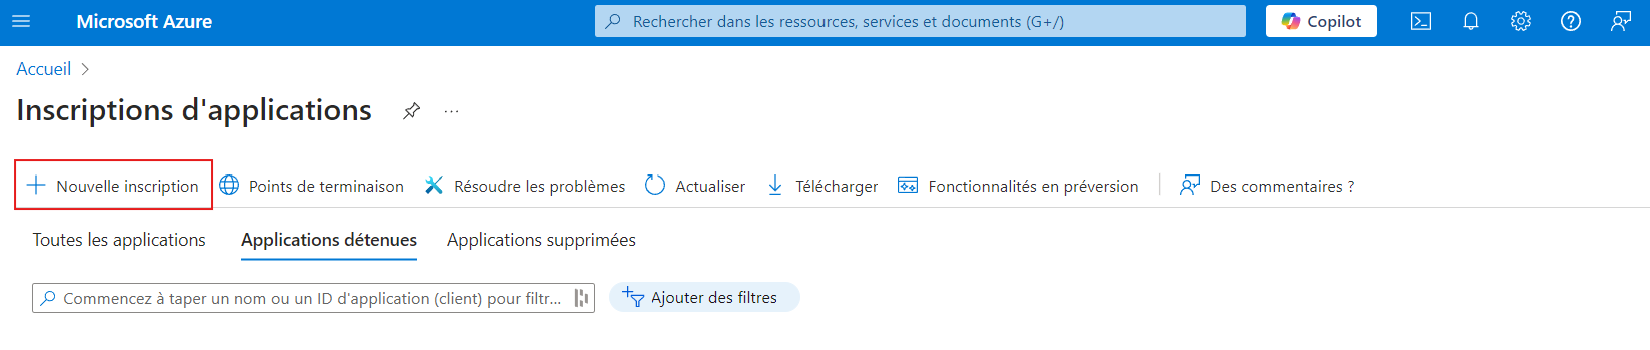 Microsoft Azure
Rechercher dans les ressources, services et documents (G+/)
Copilot
Accueil
Inscriptions d'applications
Nouvelle inscription
Points de terminaison
Résoudre les problèmes
Actualiser
Télécharger
Fonctionnalités en préversion
Des commentaires ?
Toutes les applications
Applications détenues
Applications supprimées
Commencez à taper un nom ou un ID d'application (client) pour filtr...
Ajouter des filtres